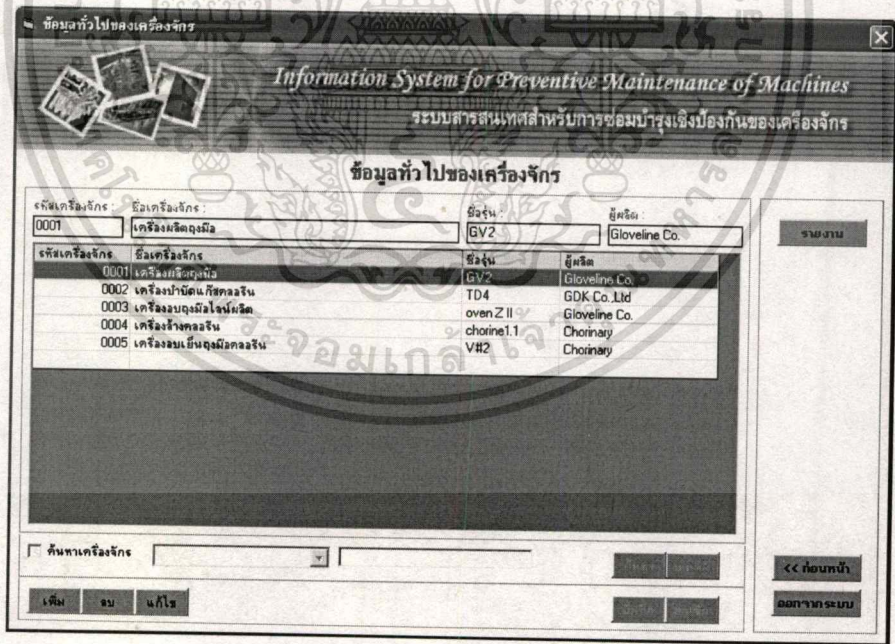 ข้อมูลทั่วไปของเครื่องจักร
Information System for Preventive Maintenance of Machines
ระบบสารสนเทศสำหรับการซ่อมบำรุงเชิงป้องกันของเครื่องจักร
ข้อมูลทั่วไปของเครื่องจักร
รหัสเครื่องจักร : ชื่อเครื่องจักร : ชื่อรุ่น : ผู้ผลิต :
0001 เครื่องผลิตถุงมือ GV2 Gloveline Co.
รายงาน
รหัสเครื่องจักร ชื่อเครื่องจักร ชื่อรุ่น ผู้ผลิต
0001 เครื่องผลิตถุงมือ GV2 Gloveline Co.
0002 เครื่องบำบัดแก๊สคลอรีน TD4 GDK Co.,Ltd
0003 เครื่องอบถุงมือไลน์ผลิต oven Z II Gloveline Co.
0004 เครื่องล้างคลอรีน chorine1.1 Chorinary
0005 เครื่องอบเย็นถุงมือคลอรีน V#2 Chorinary
ค้นหาเครื่องจักร
<< ก่อนหน้า
เพิ่ม ลบ แก้ไข
ออกจากระบบ